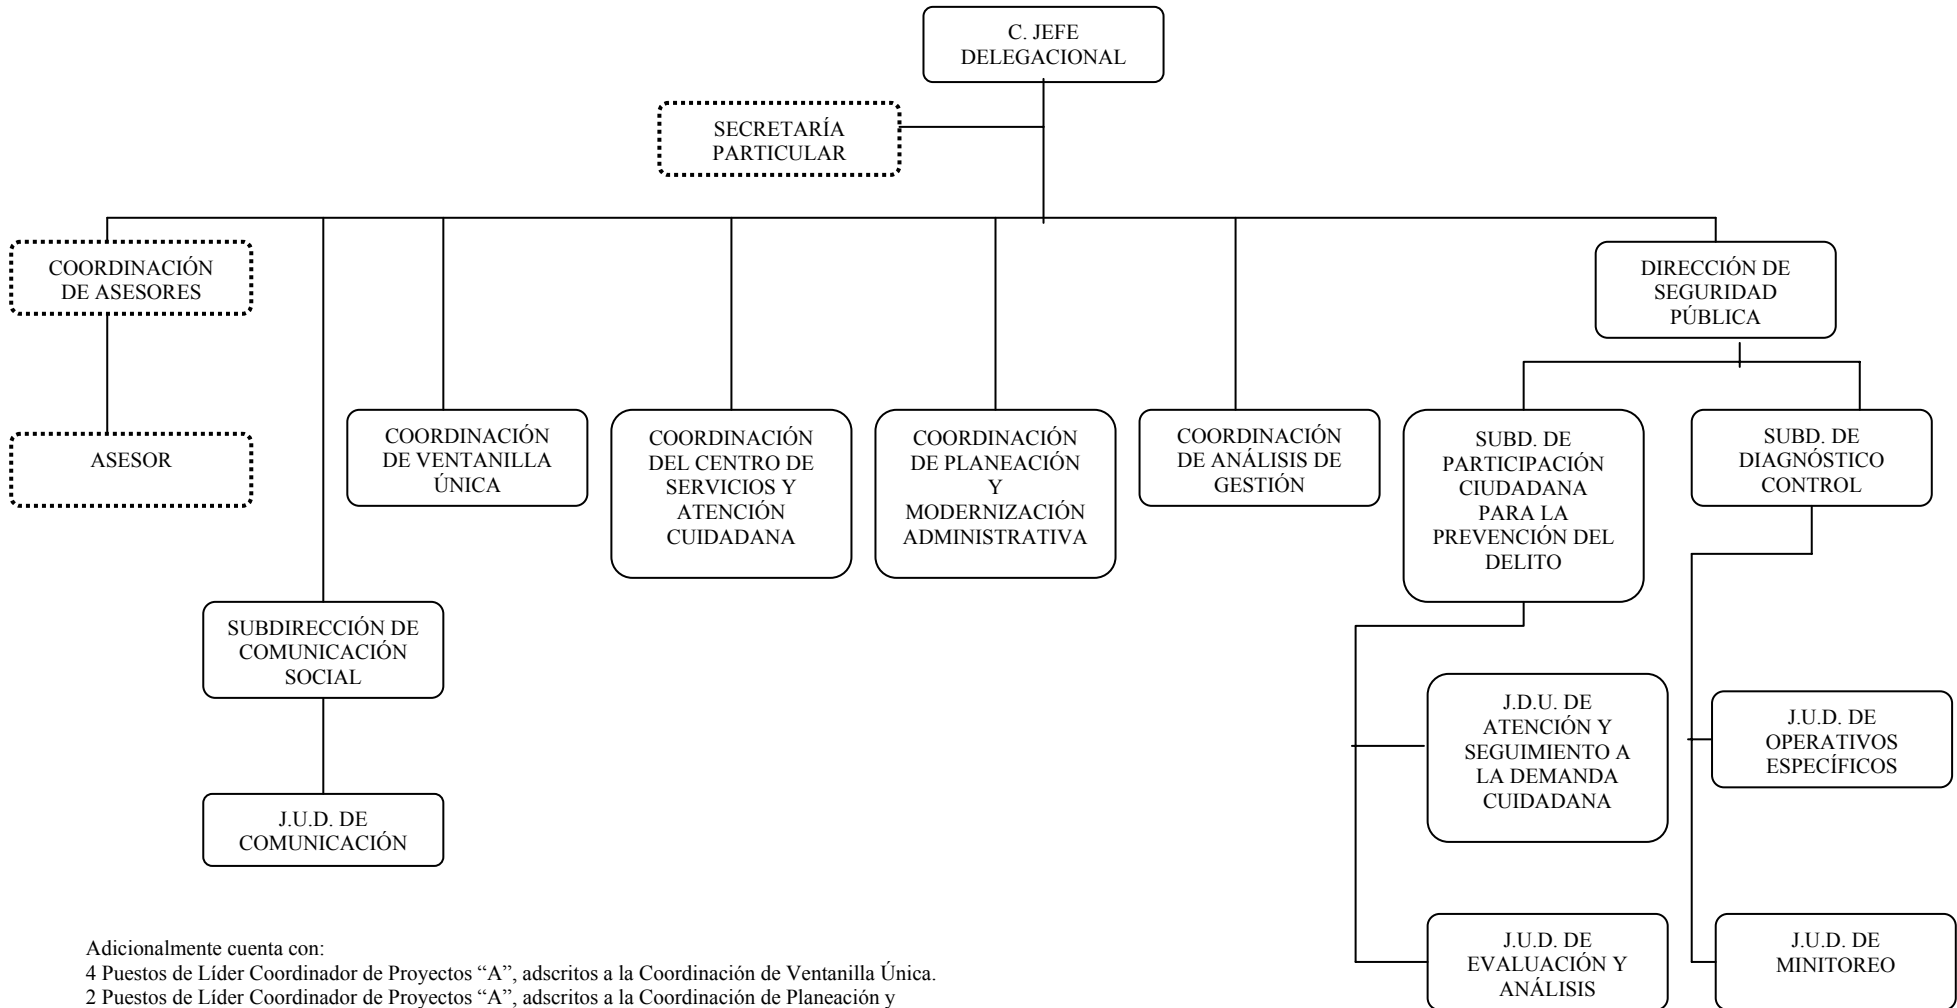 C. JEFE
DELEGACIONAL
SECRETARÍA
PARTICULAR
COORDINACIÓN
DE ASESORES
DIRECCIÓN DE
SEGURIDAD
PÚBLICA
ASESOR
COORDINACIÓN
DE VENTANILLA
ÚNICA
COORDINACIÓN
DEL CENTRO DE
SERVICIOS Y
ATENCIÓN
CUIDADANA
COORDINACIÓN
DE PLANEACIÓN
Y
MODERNIZACIÓN
ADMINISTRATIVA
COORDINACIÓN
DE ANÁLISIS DE
GESTIÓN
SUBD. DE
PARTICIPACIÓN
CIUDADANA
PARA LA
PREVENCIÓN DEL
DELITO
SUBD. DE
DIAGNÓSTICO
CONTROL
SUBDIRECCIÓN DE
COMUNICACIÓN
SOCIAL
J.D.U. DE
ATENCIÓN Y
SEGUIMIENTO A
LA DEMANDA
CUIDADANA
J.U.D. DE
OPERATIVOS
ESPECÍFICOS
J.U.D. DE
COMUNICACIÓN
J.U.D. DE
EVALUACIÓN Y
ANÁLISIS
J.U.D. DE
MINITOREO
Adicionalmente cuenta con:
4 Puestos de Líder Coordinador de Proyectos “A”, adscritos a la Coordinación de Ventanilla Única.
2 Puestos de Líder Coordinador de Proyectos “A”, adscritos a la Coordinación de Planeación y